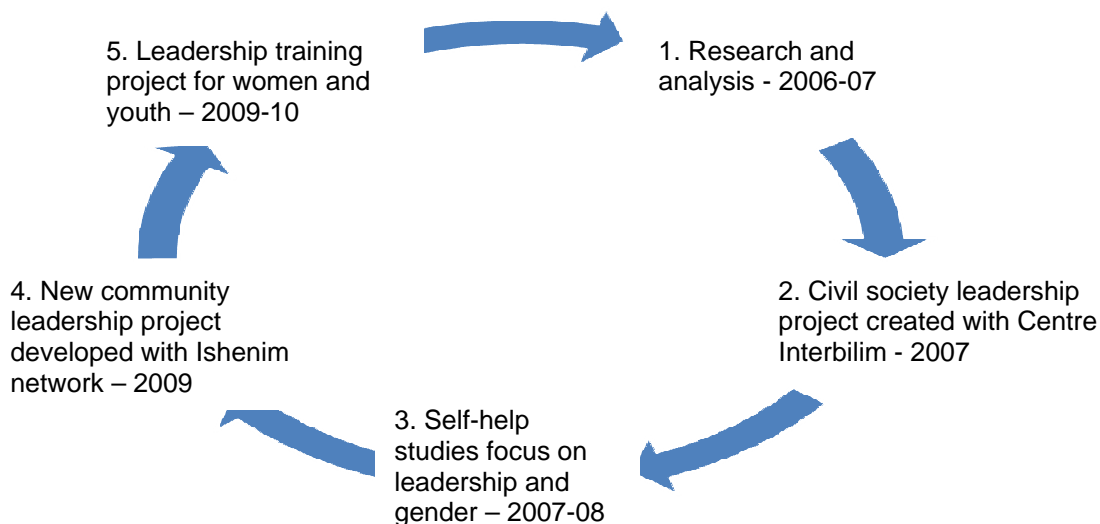 1. Research and
analysis - 2006-07
2. Civil society leadership
project created with Centre
Interbilim - 2007
3. Self-help
studies focus on
leadership and
gender – 2007-08
4. New community
leadership project
developed with Ishenim
network – 2009
5. Leadership training
project for women and
youth – 2009-10